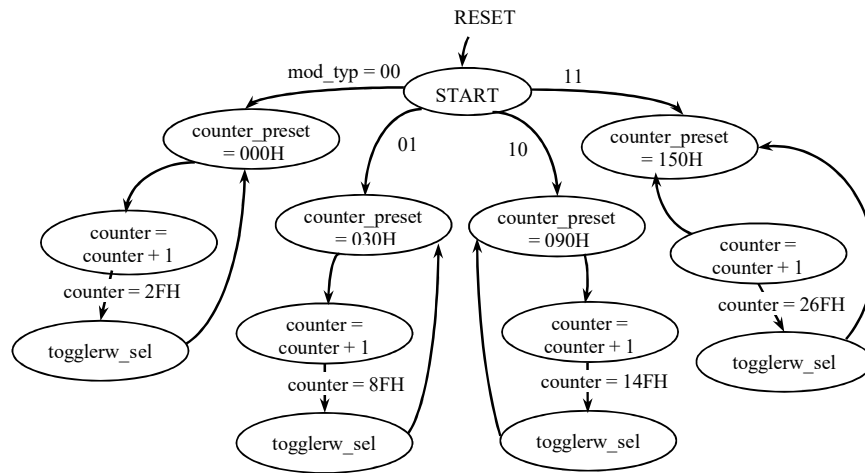 RESET
mod_typ = 00
11
START
counter_preset
= 000H
01
10
counter_preset
= 150H
counter_preset
= 030H
counter_preset
= 090H
counter =
counter + 1
counter = 2FH
togglerw_sel
counter =
counter + 1
counter = 8FH
togglerw_sel
counter =
counter + 1
counter = 14FH
togglerw_sel
counter =
counter + 1
counter = 26FH
togglerw_sel